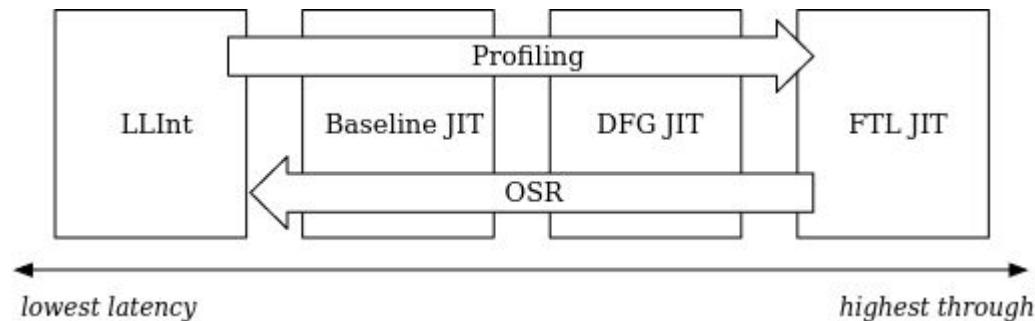 Profiling
LLInt
Baseline JIT
DFG JIT
FTL JIT
OSR
lowest latency
highest through